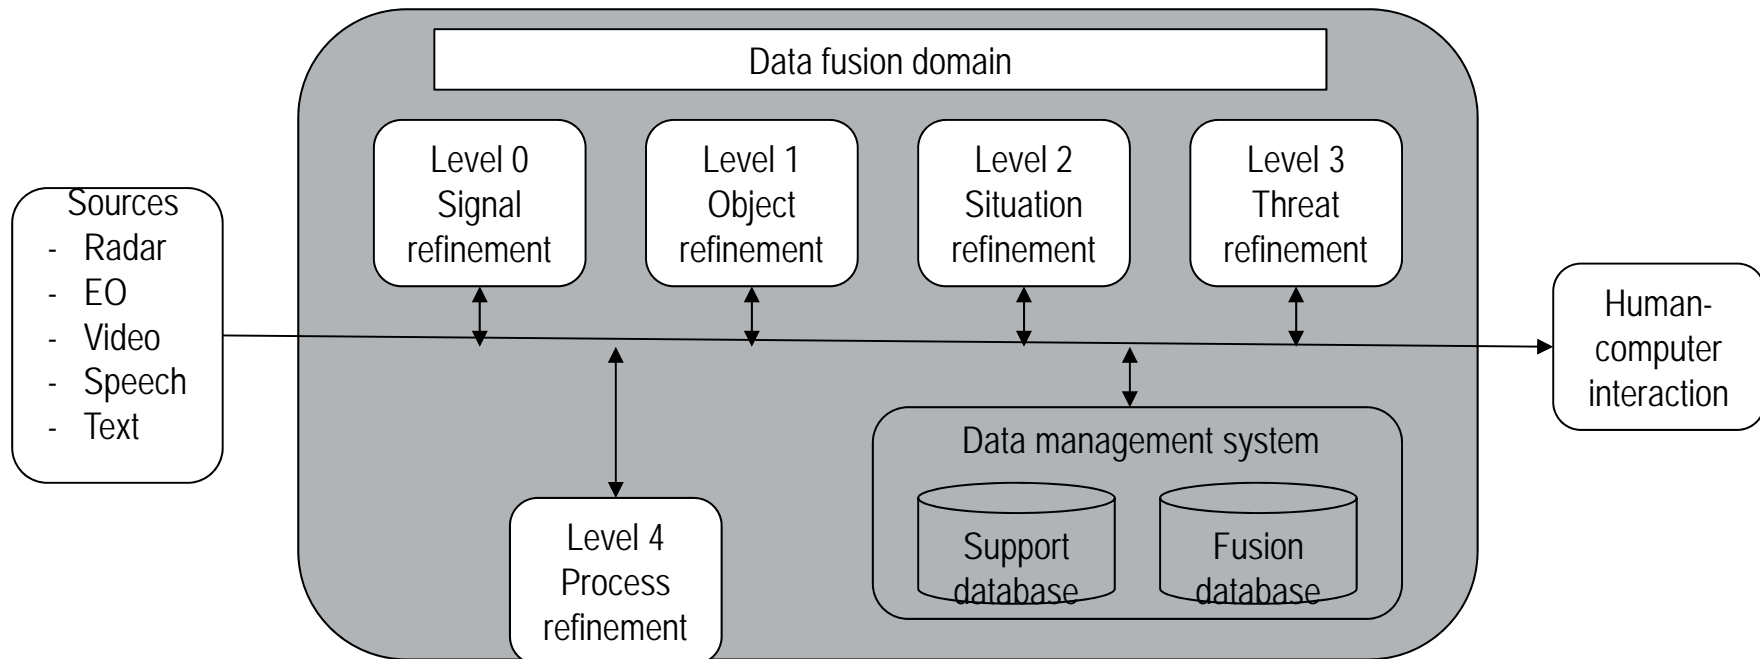 Data fusion domain
Level 0
Signal
refinement
Level 1
Object
refinement
Level 2
Situation
refinement
Level 3
Threat
refinement
Sources
- Radar
- EO
- Video
- Speech
- Text
Human-
computer
interaction
Data management system
Support
database
Fusion
database
Level 4
Process
refinement